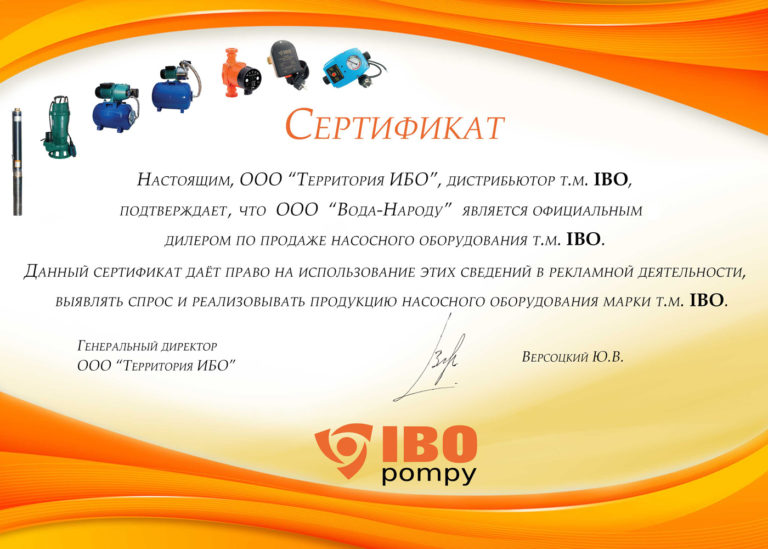 Сертификат
Настоящим, ООО “Территория ИБО”, дистрибьютор т.м. IBO,
подтверждает, что ООО “Вода-Народу” является официальным
дилером по продаже насосного оборудования т.м. IBO.
Данный сертификат даёт право на использование этих сведений в рекламной деятельности,
выявлять спрос и реализовывать продукцию насосного оборудования марки т.м. IBO.
Генеральный директор
ООО “Территория ИБО”
Версоцкий Ю.В.
IBO
pompy